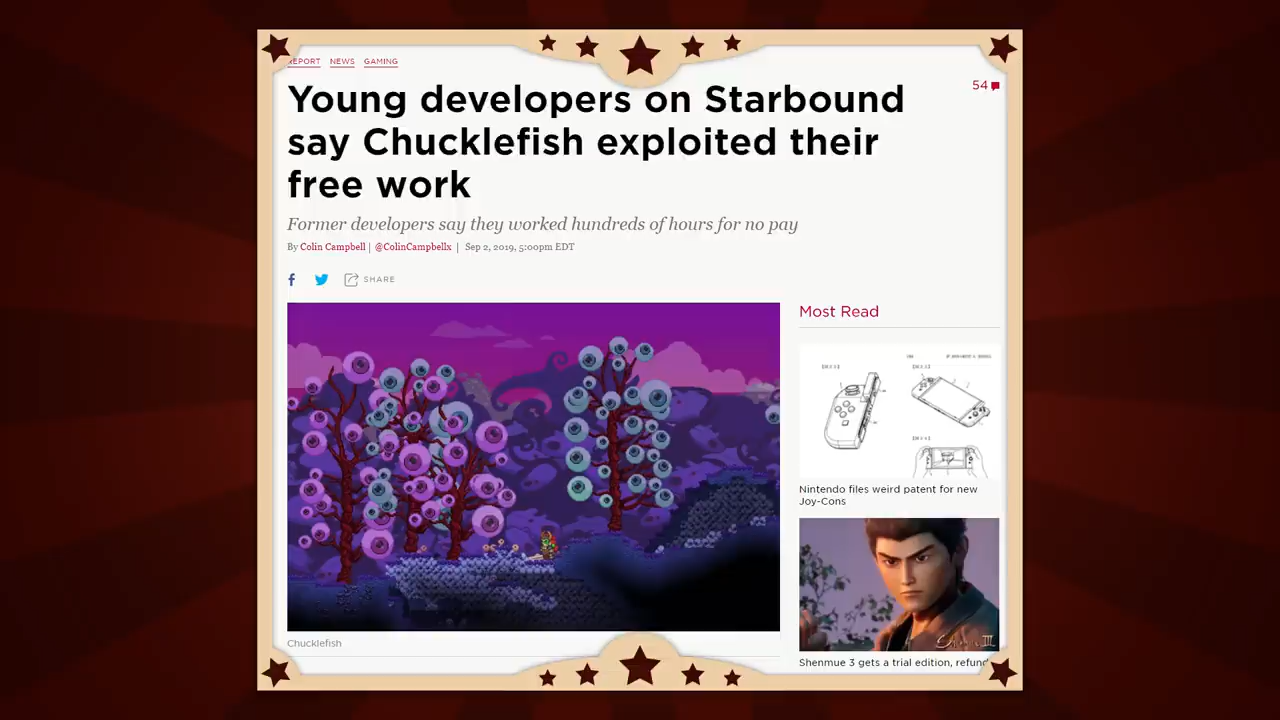 REPORT NEWS GAMING
54
Young developers on Starbound
say Chucklefish exploited their
free work
Former developers say they worked hundreds of hours for no pay
By Colin Campbell | @ColinCampbellx | Sep 2, 2019, 5:00pm EDT
SHARE
Most Read
Nintendo files weird patent for new
Joy-Cons
Shenmue III
Chucklefish
Shenmue 3 gets a trial edition, refund